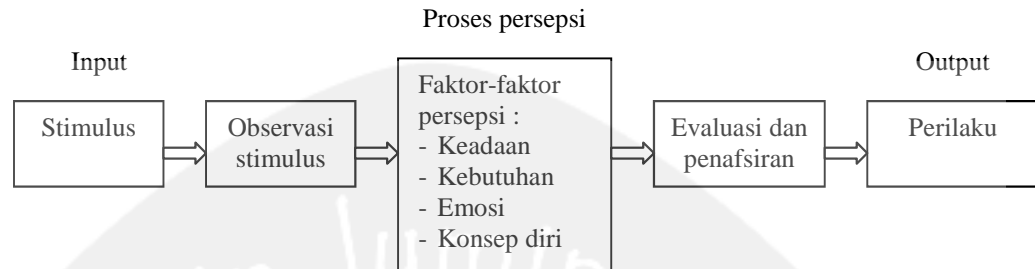 Proses persepsi
Input
Output
Stimulus
Observasi
stimulus
Faktor-faktor
persepsi :
- Keadaan
- Kebutuhan
- Emosi
- Konsep diri
Evaluasi dan
penafsiran
Perilaku